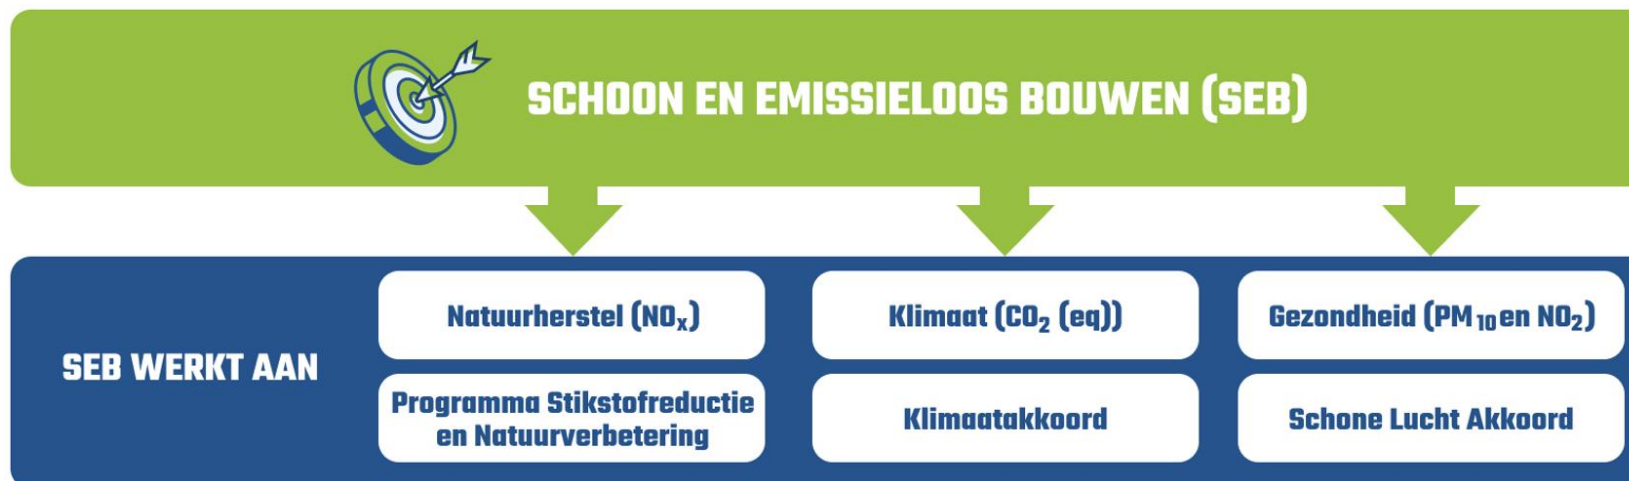 SCHOON EN EMISSIELOOS BOUWEN (SEB)
SEB WERKT AAN
Natuurherstel (NOₓ)
Klimaat (CO₂ (eq))
Gezondheid (PM₁₀ en NO₂)
Programma Stikstofreductie
en Natuurverbetering
Klimaatakkoord
Schone Lucht Akkoord